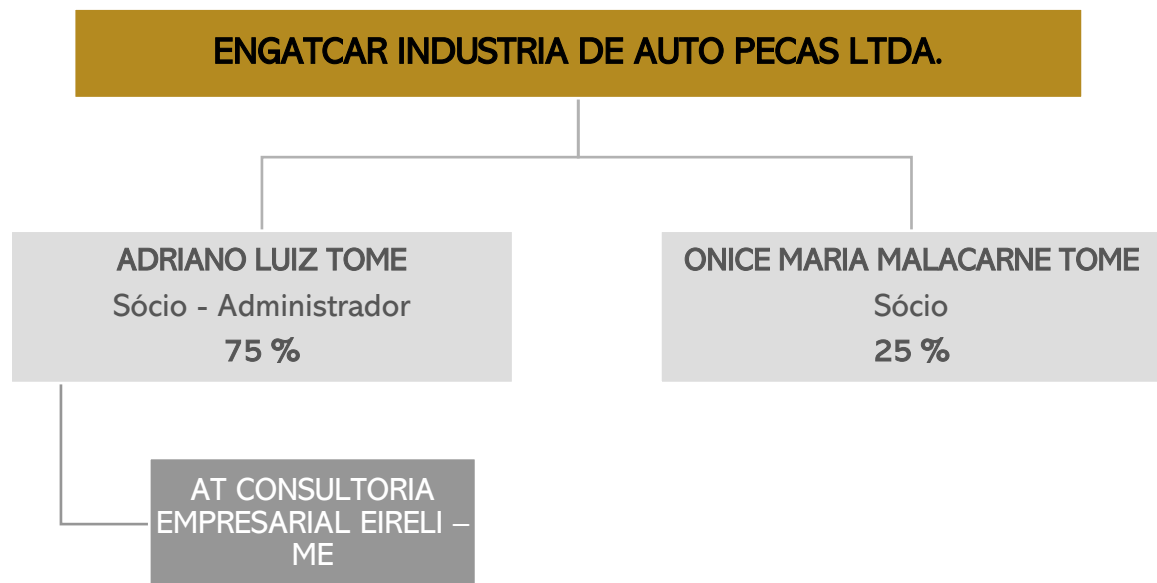 ENGATCAR INDUSTRIA DE AUTO PECAS LTDA.
ADRIANO LUIZ TOME
Sócio - Administrador
75 %
ONICE MARIA MALACARNE TOME
Sócio
25 %
AT CONSULTORIA
EMPRESARIAL EIRELI –
ME